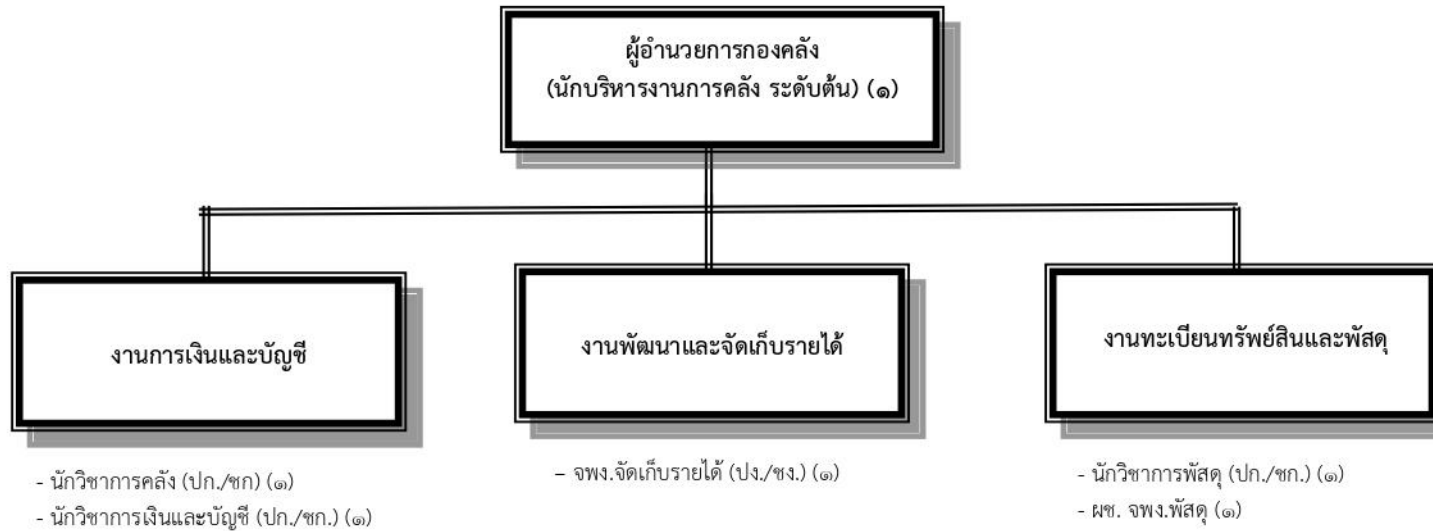 ผู้อำนวยการกองคลัง
(นักบริหารงานการคลัง ระดับต้น) (๑)
งานการเงินและบัญชี
- นักวิชาการคลัง (ปก./ชก) (๑)
- นักวิชาการเงินและบัญชี (ปก./ชก.) (๑)
งานพัฒนาและจัดเก็บรายได้
– จพง.จัดเก็บรายได้ (ปง./ชง.) (๑)
งานทะเบียนทรัพย์สินและพัสดุ
- นักวิชาการพัสดุ (ปก./ชก.) (๑)
- ผช. จพง.พัสดุ (๑)